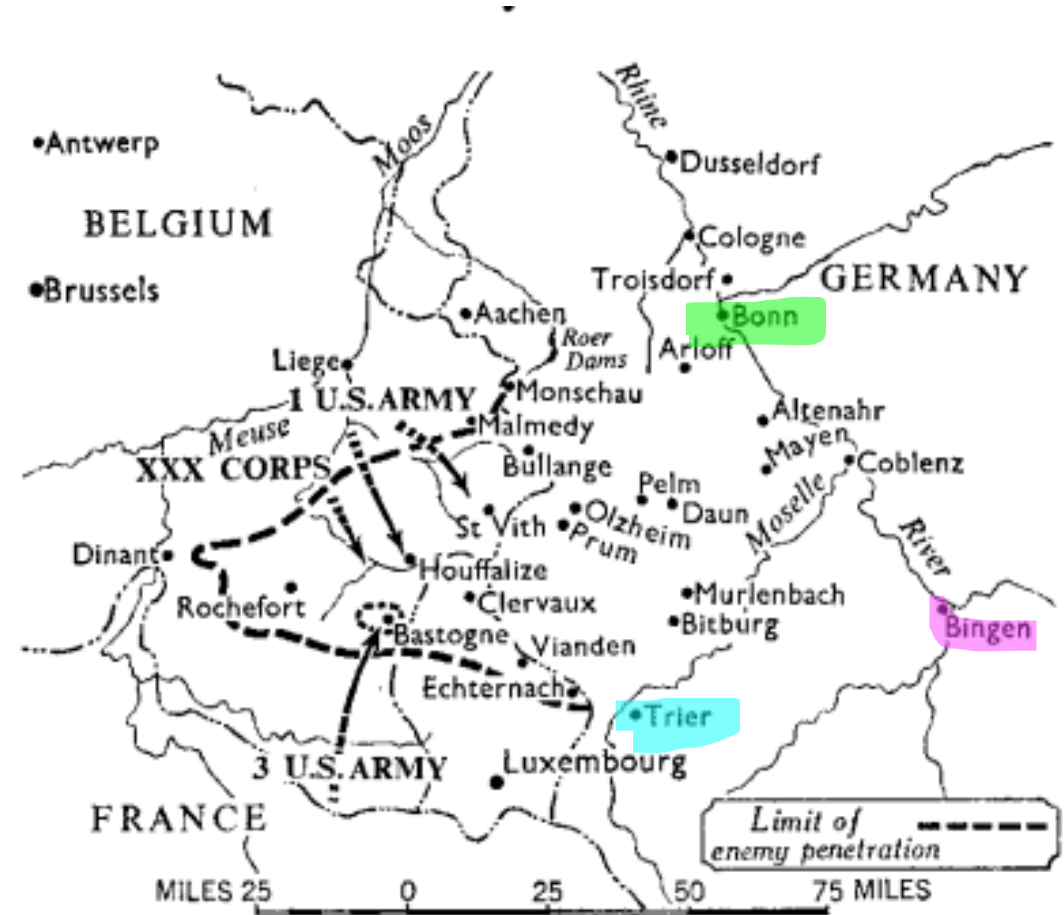 Rhine
Moos
Antwerp
Dusseldorf
BELGIUM
Cologne
Troisdorf
GERMANY
Brussels
Bonn
Aachen
Roer
Dams
Arloff
Liege
Monschau
1 U.S. ARMY
Altenahr
Malmedy
Meuse
Mayen
XXX CORPS
Bullange
Coblenz
Pelm
Daun
Moselle
St Vith
Olzheim
Prum
River
Dinant
Houffalize
Rochefort
Clervaux
Murlenbach
Bitburg
Bingen
Bastogne
Vianden
Echternach
Trier
3 U.S. ARMY
Luxembourg
FRANCE
Limit of
enemy penetration
MILES 25 0 25 50 75 MILES